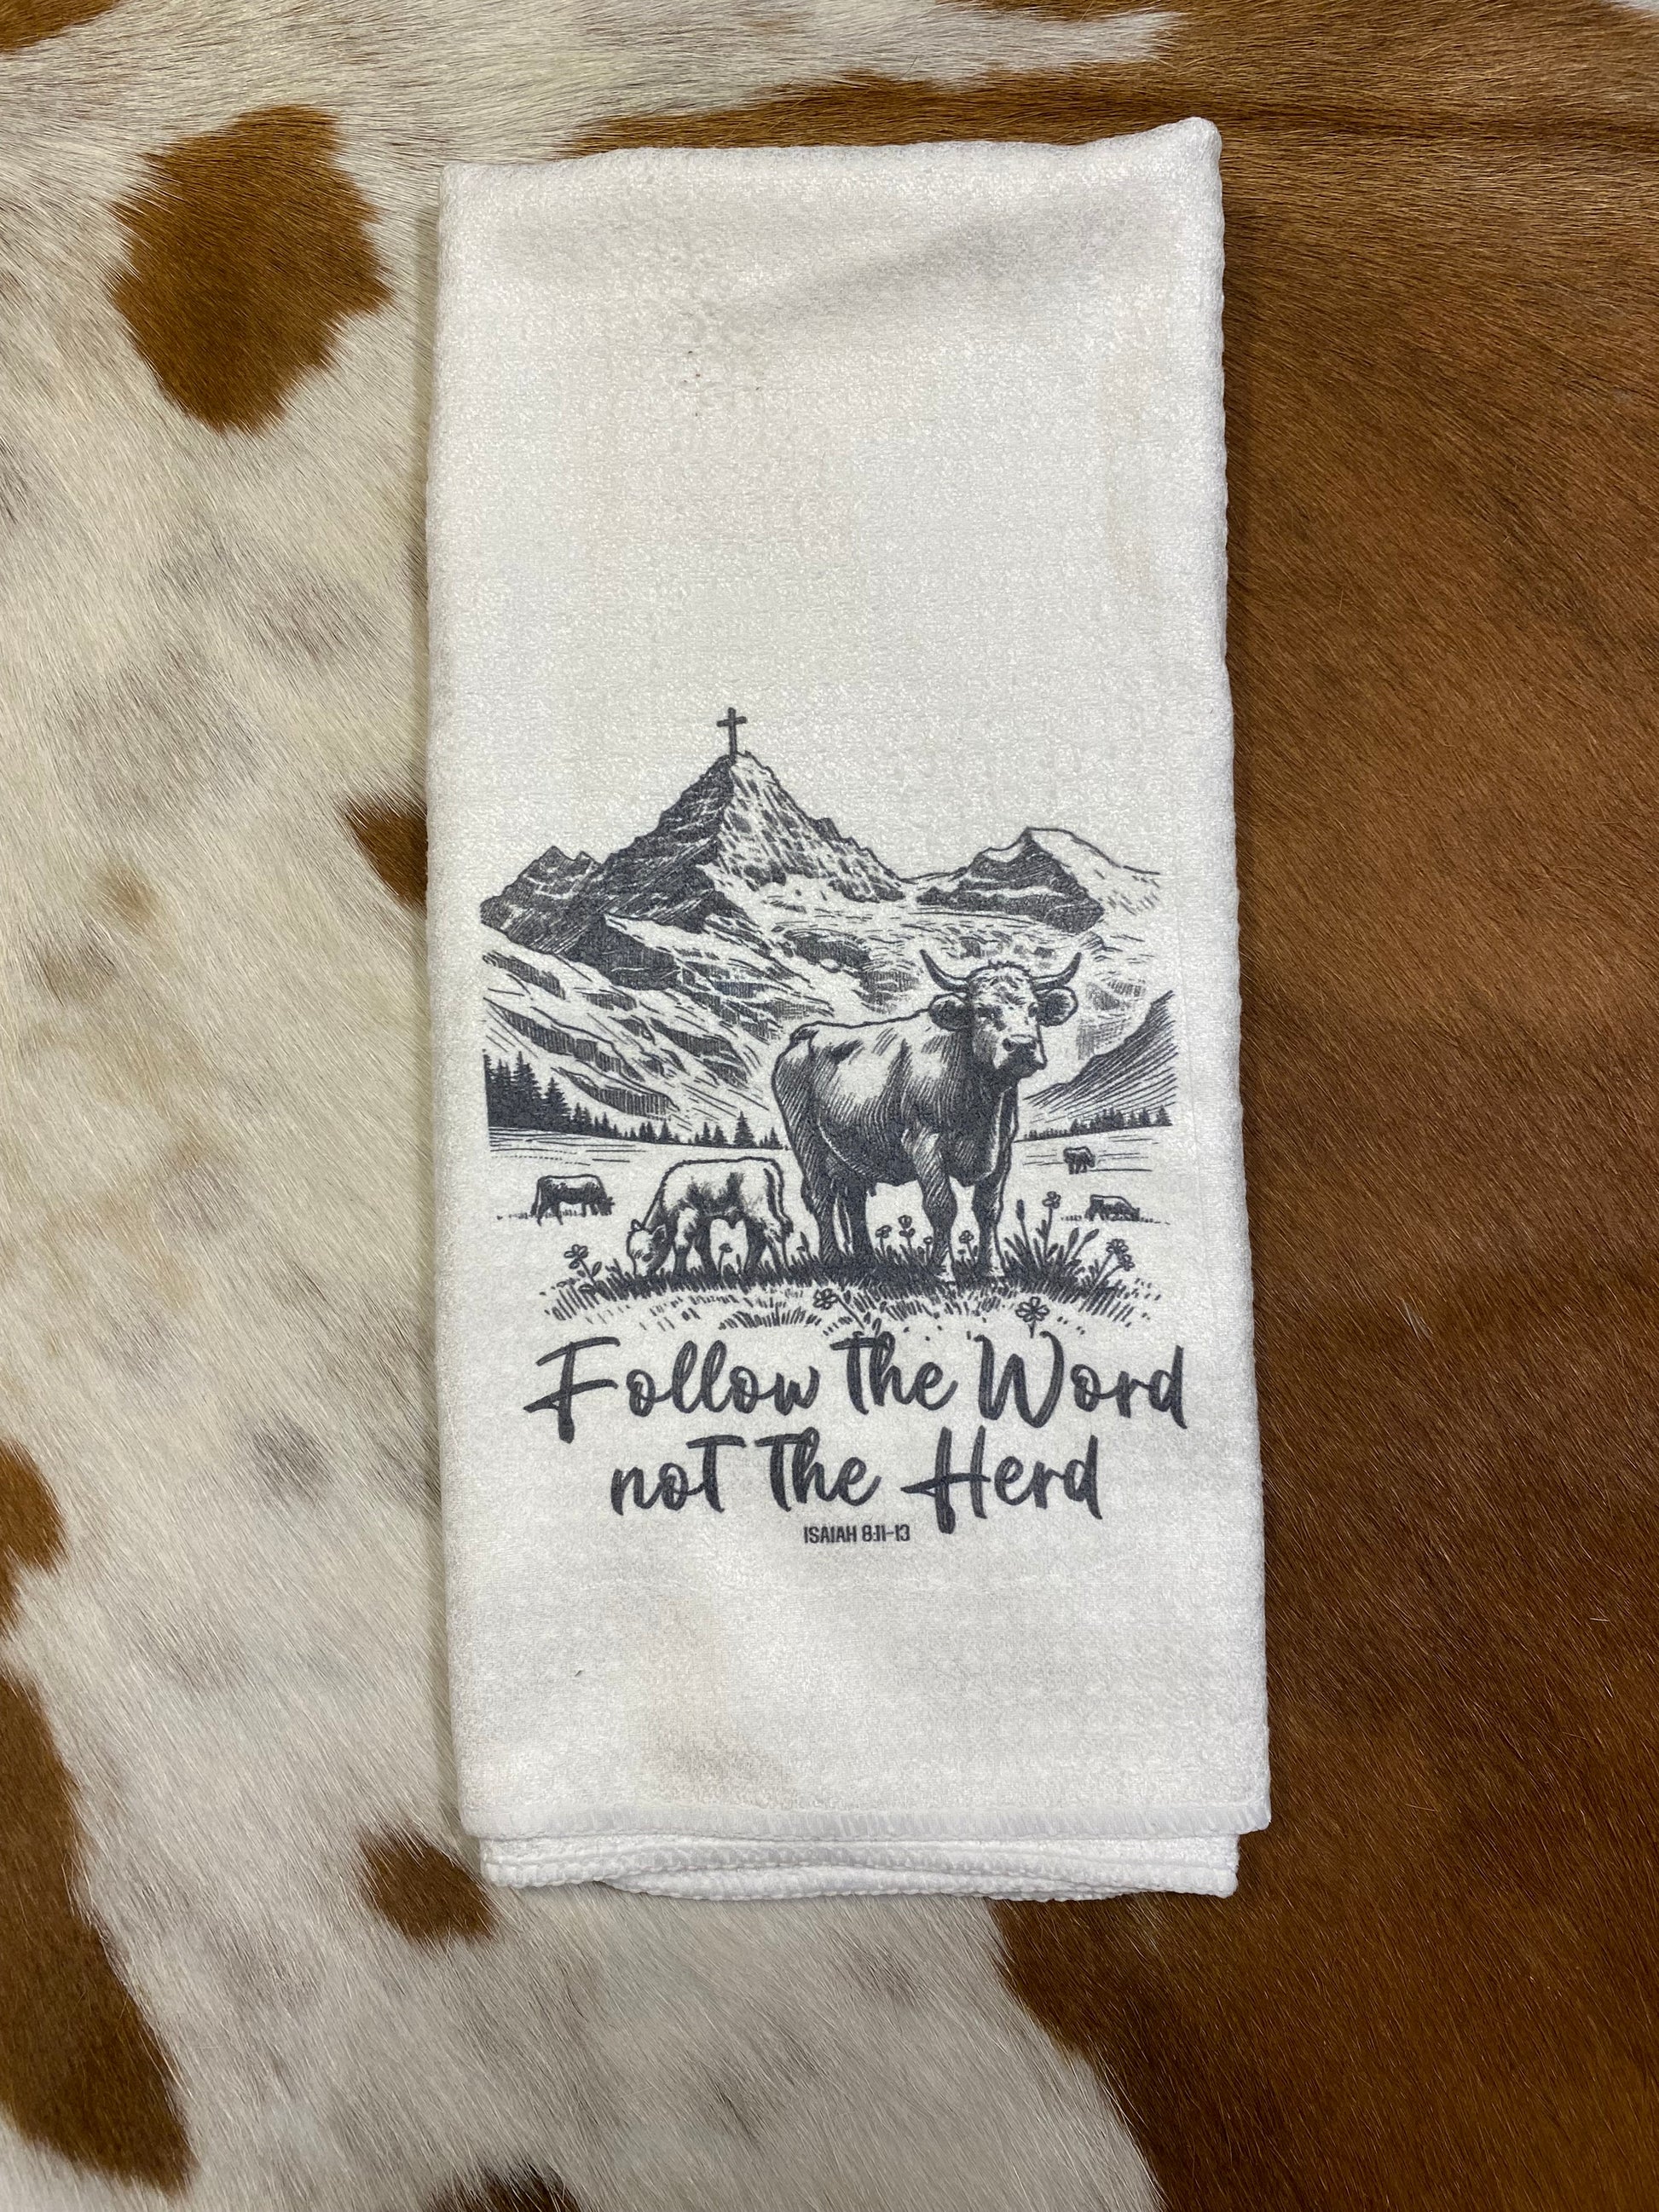 Follow the Word
not the Herd
ISAIAH 8:11-13